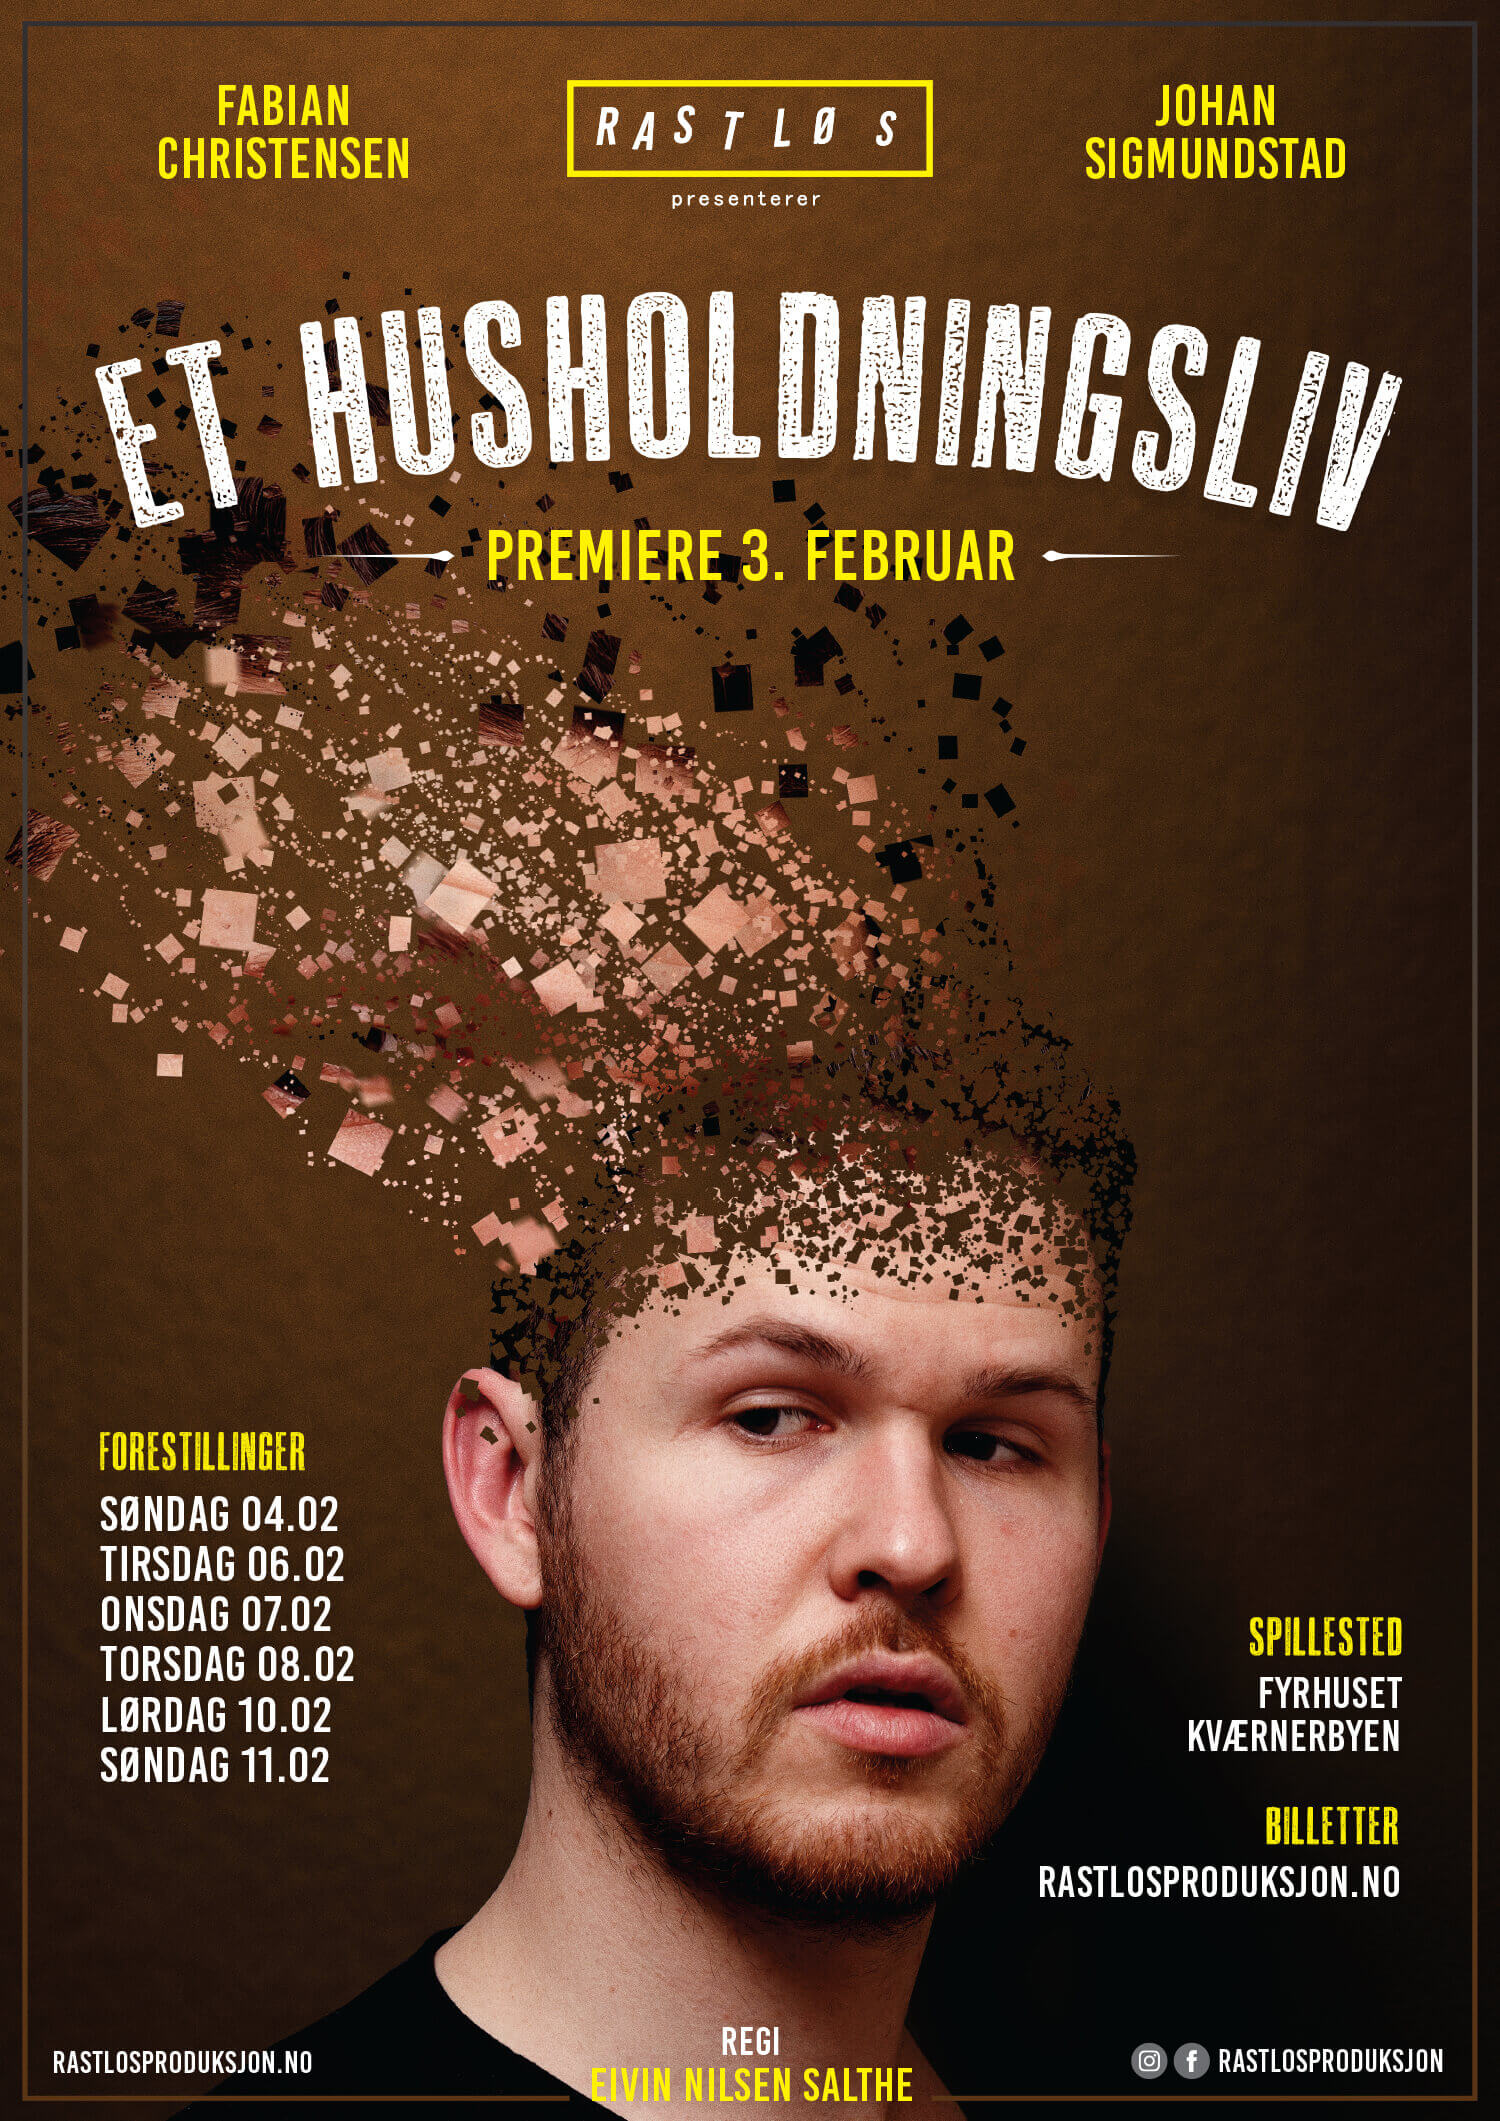 FABIAN
CHRISTENSEN
RASTLØS
presenterer
JOHAN
SIGMUNDSTAD
ET HUSHOLDNINGSLIV
PREMIERE 3. FEBRUAR
FORESTILLINGER
SØNDAG 04.02
TIRSDAG 06.02
ONSDAG 07.02
TORSDAG 08.02
LØRDAG 10.02
SØNDAG 11.02
SPILLESTED
FYRHUSET
KVÆRNERBYEN
BILLETTER
RASTLOSPRODUKSJON.NO
RASTLOSPRODUKSJON.NO
REGI
EIVIN NILSEN SALTHE
RASTLOSPRODUKSJON